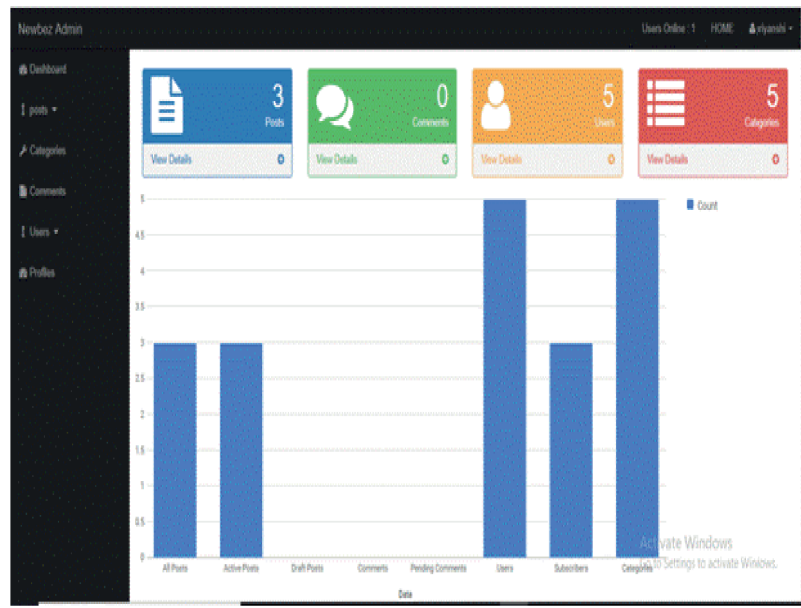 Newbez Admin
Users Online : 1 HOME riyanshi
Dashboard
posts
Categories
Comments
Users
Profiles
3
Posts
View Details
0
Comments
View Details
5
Users
View Details
5
Categories
View Details
Count
5
4.5
4
3.5
3
2.5
2
1.5
1
0.5
0
All Posts Active Posts Draft Posts Comments Pending Comments Users Subscribers Categories
Data
Activate Windows
Go to Settings to activate Windows.